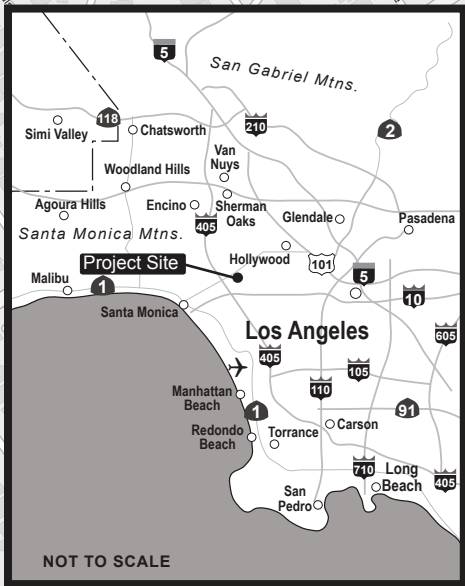 5
San Gabriel Mtns.
118
210
2
Simi Valley
Chatsworth
Van
Nuys
Woodland Hills
Agoura Hills
Encino
Sherman
Oaks
Glendale
Pasadena
405
Santa Monica Mtns.
Hollywood
101
Project Site
5
Malibu
1
10
Santa Monica
Los Angeles
605
405
105
Manhattan
Beach
110
1
91
Redondo
Beach
Torrance
Carson
710
Long
Beach
405
San
Pedro
NOT TO SCALE